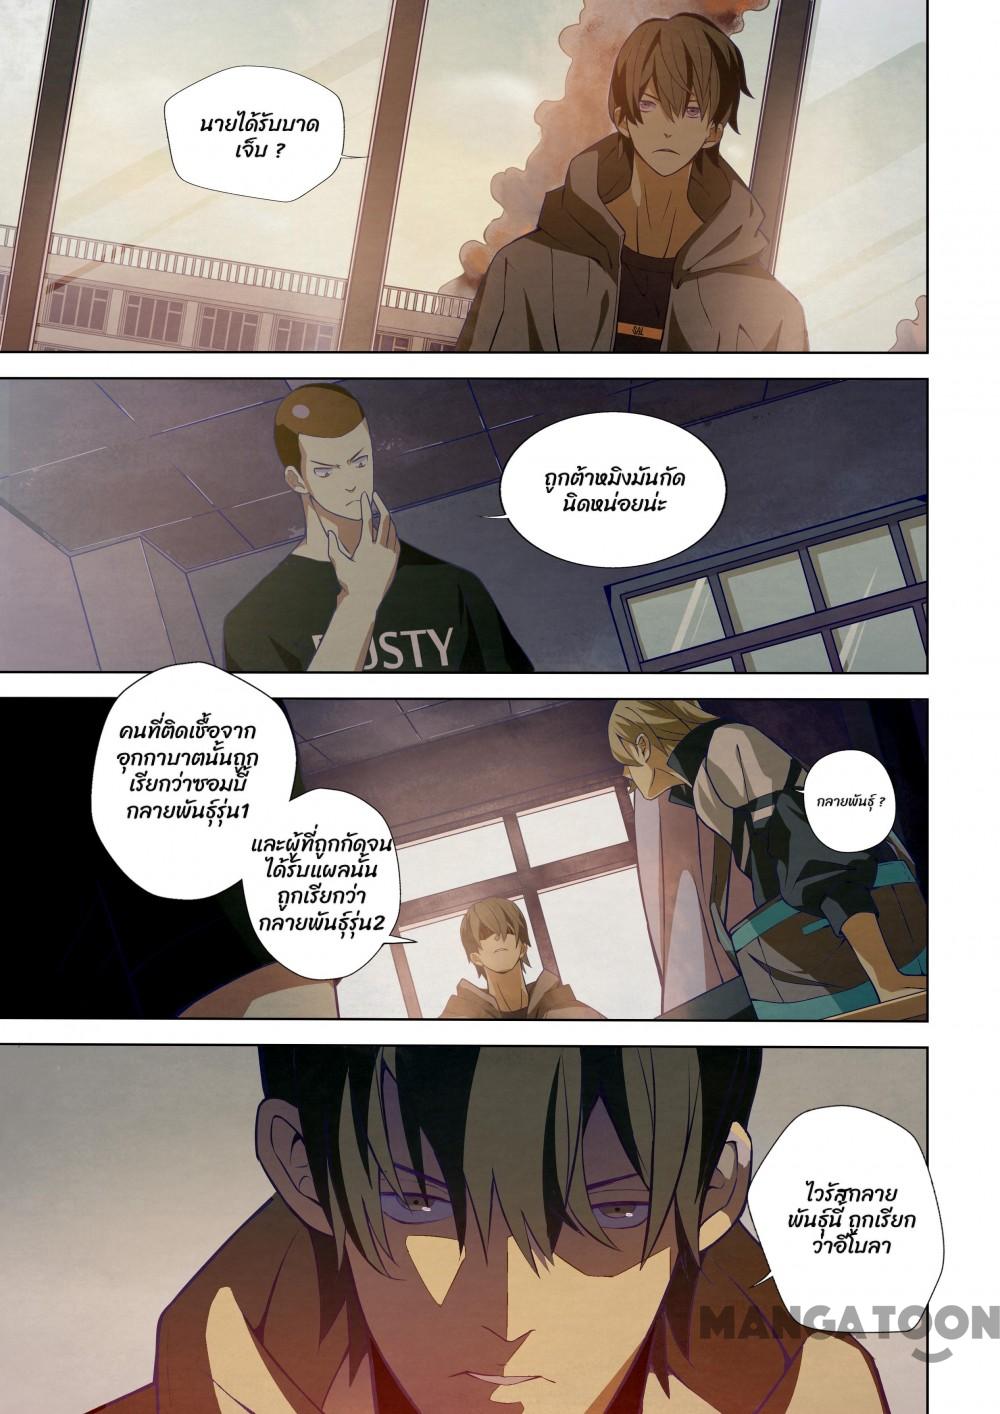 นายได้รับบาด
เจ็บ ?
SAL
ถูกต้าหมิงมันกัด
นิดหน่อยน่ะ
USTY
คนที่ติดเชื้อจาก
อุกกาบาตนั้นถูก
เรียกว่าซอมบี้
กลายพันธุ์รุ่น1
และผู้ที่ถูกกัดจน
ได้รับแผลนั้น
ถูกเรียกว่า
กลายพันธุ์รุ่น2
กลายพันธุ์ ?
ไวรัสกลาย
พันธุ์นี้ ถูกเรียก
ว่าอีโบลา
MANGATOON